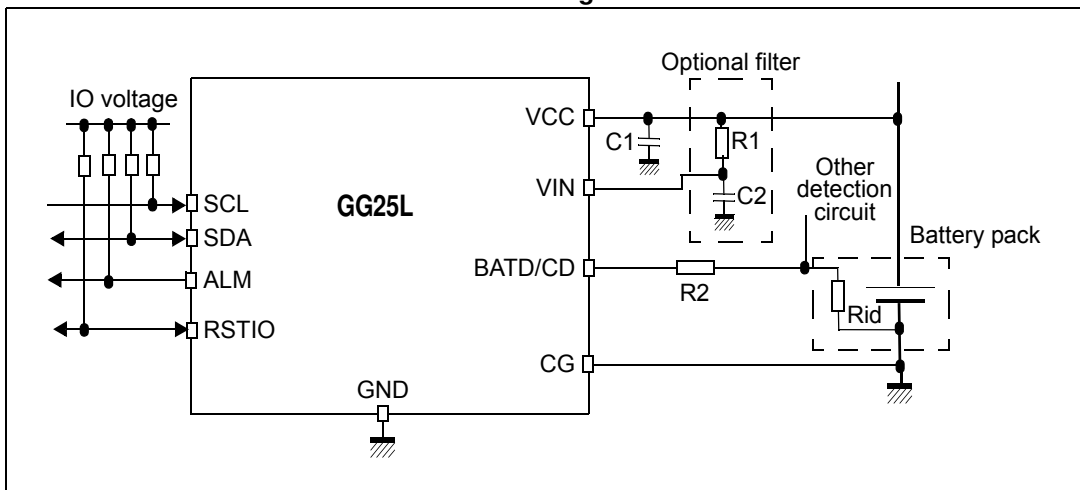 Optional filter
IO voltage
VCC
C1
R1
Other
detection
circuit
VIN
C2
SCL
GG25L
SDA
Battery pack
BATD/CD
ALM
R2
Rid
RSTIO
CG
GND